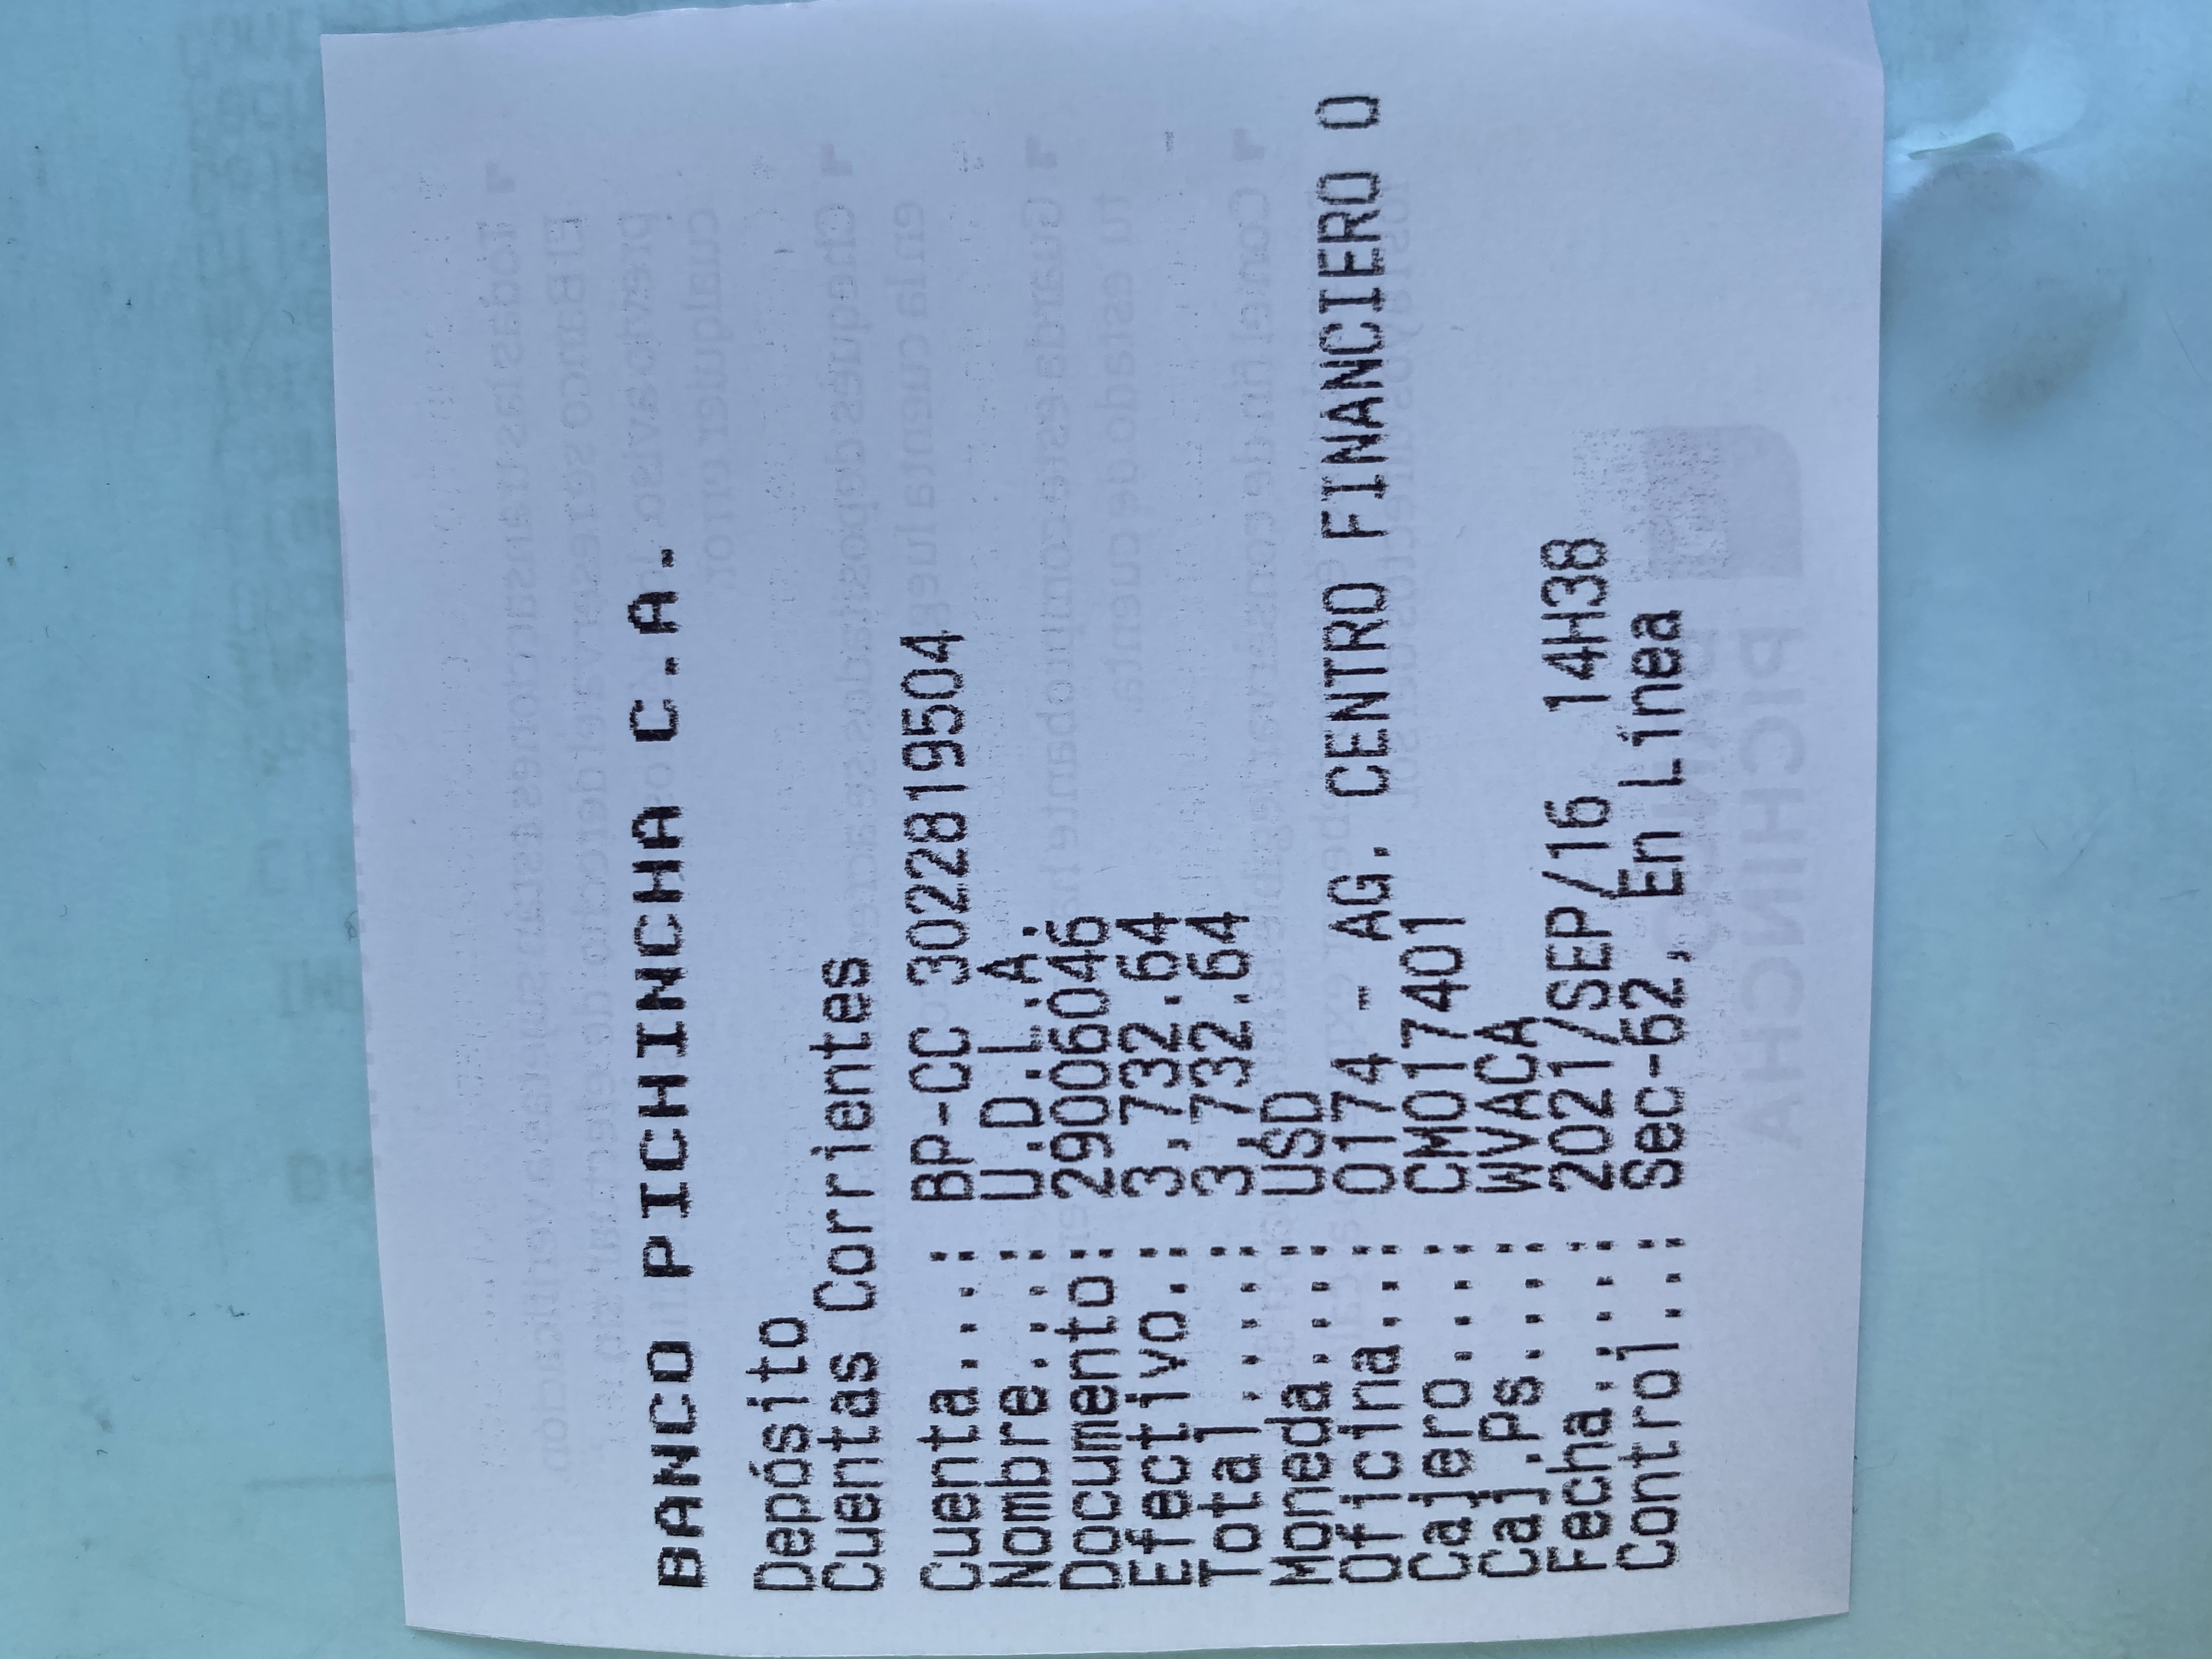 BANCO PICHINCHA C.A.
Depósito
Cuentas Corrientes
Cuenta....: BP-CC 3022819504
Nombre....: U.D.L.A.
Documento: 290066046
Efectivo.: 3,732.64
Total.....: 3,732.64
Moneda....: USD
Oficina...: 0174 - AG. CENTRO FINANCIERO O
Cajero....: CM017401
Caj.Ps....: WVACA
Fecha.....: 2021/SEP/16 14H38
Control..: Sec-62, En Línea